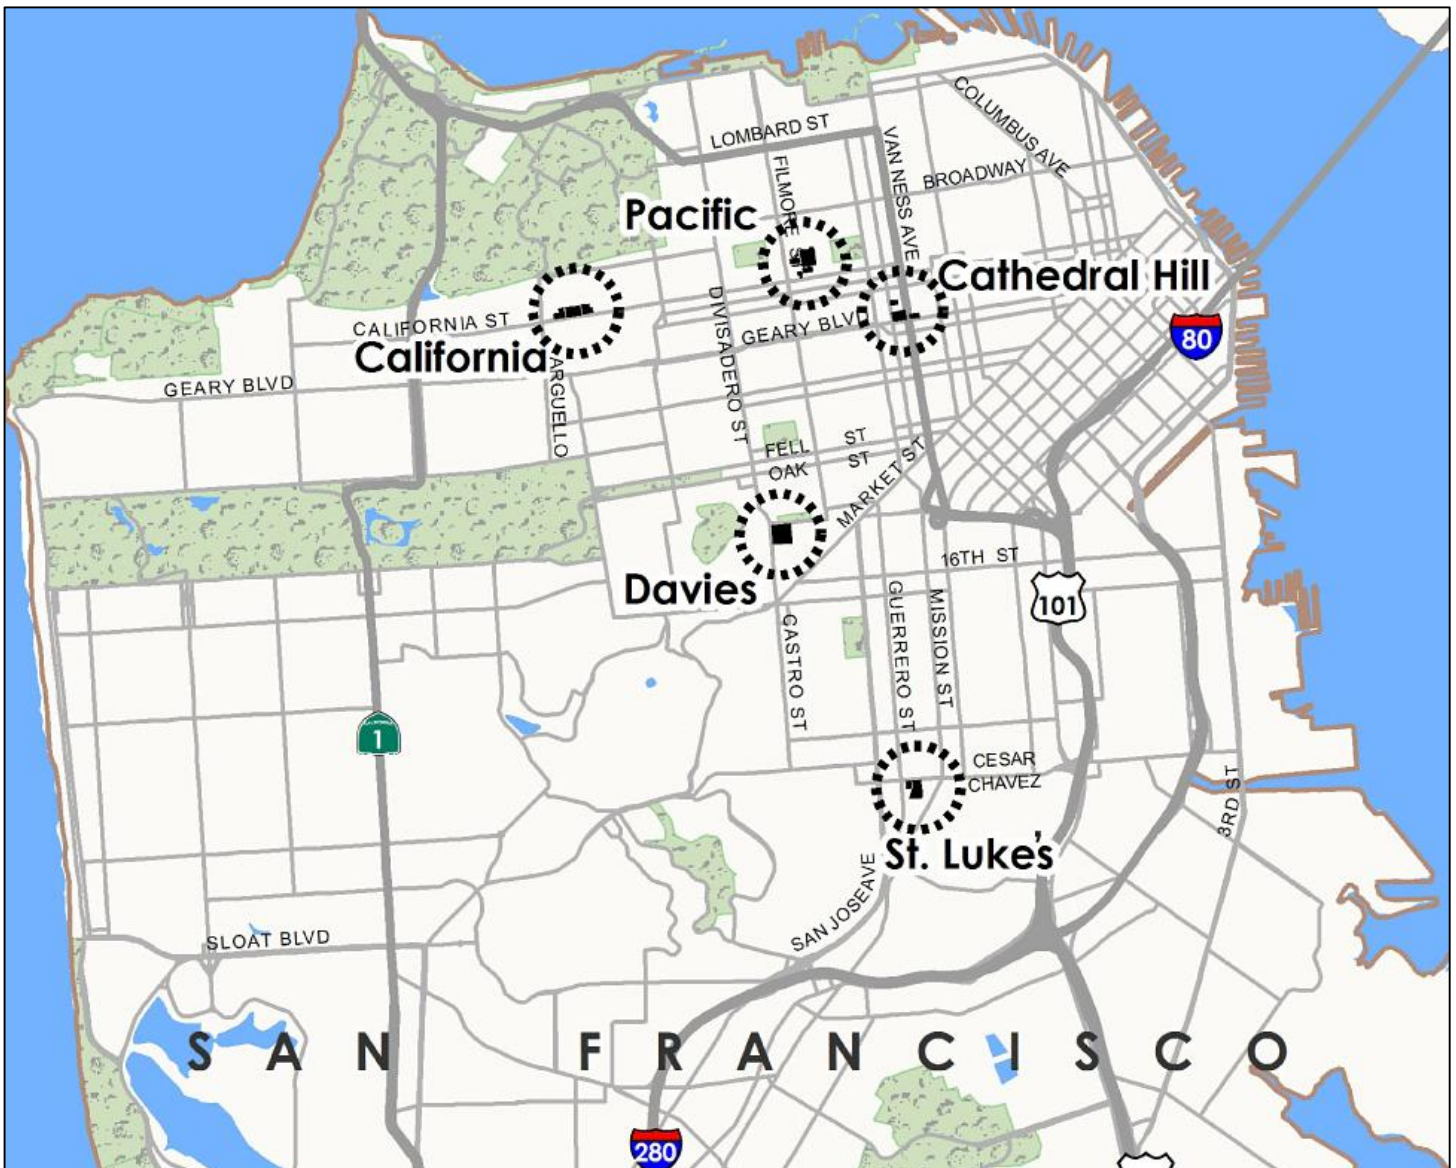 COLUMBUS AVE
LOMBARD ST
VAN NESS AVE
BROADWAY
FILMORE ST
Pacific
Cathedral Hill
CALIFORNIA ST
DIVISADERO ST
GEARY BLVD
80
California
GEARY BLVD
ARGUELLO
FELL ST
OAK ST
MARKET ST
16TH ST
Davies
101
CASTRO ST
GUERRERO ST
MISSION ST
CALIFORNIA
1
CESAR
CHAVEZ
3RD ST
St. Luke's
SAN JOSE AVE
SLOAT BLVD
SAN FRANCISCO
280